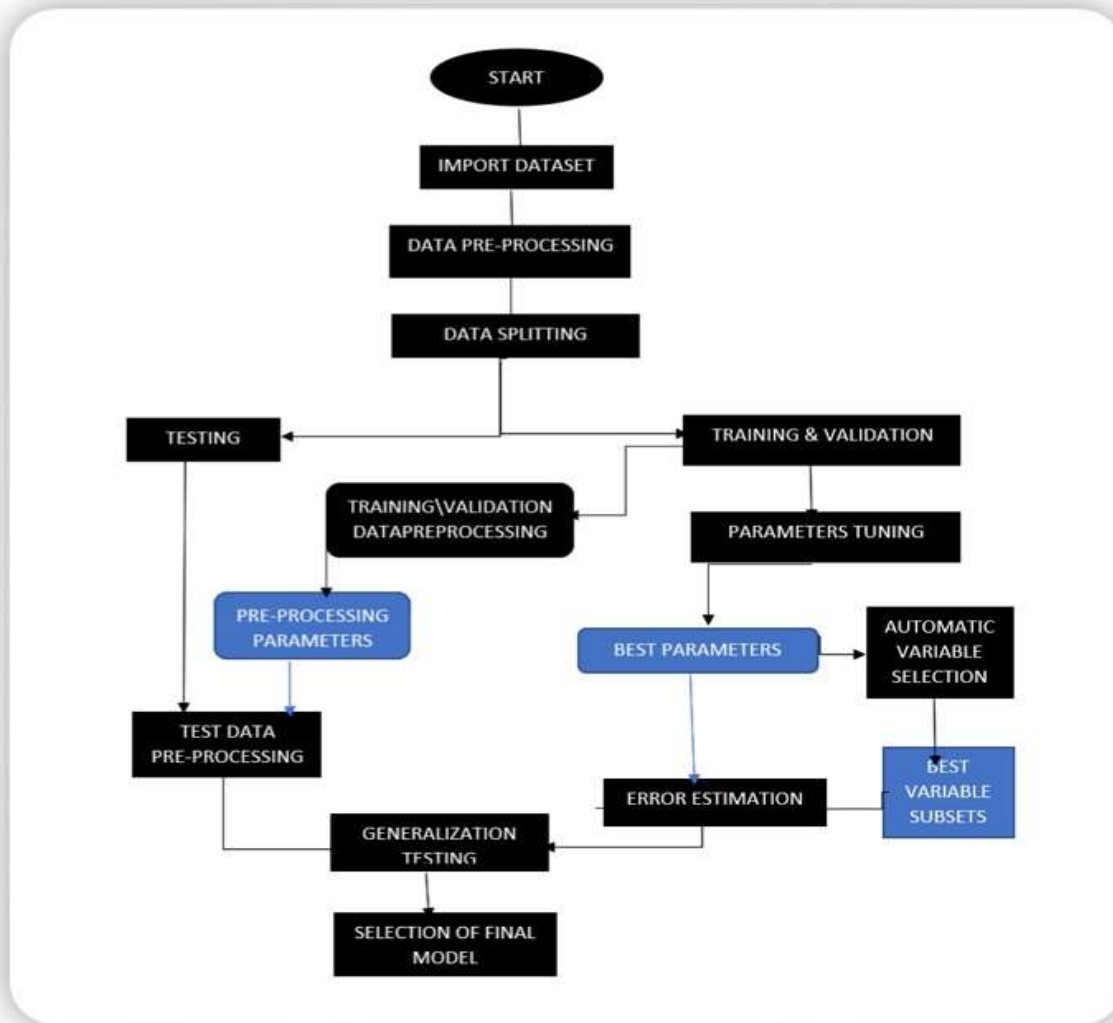 START
IMPORT DATASET
DATA PRE-PROCESSING
DATA SPLITTING
TESTING
TRAINING & VALIDATION
TRAINING\VALIDATION
DATAPREPROCESSING
PARAMETERS TUNING
PRE-PROCESSING
PARAMETERS
BEST PARAMETERS
AUTOMATIC
VARIABLE
SELECTION
TEST DATA
PRE-PROCESSING
ERROR ESTIMATION
BEST
VARIABLE
SUBSETS
GENERALIZATION
TESTING
SELECTION OF FINAL
MODEL